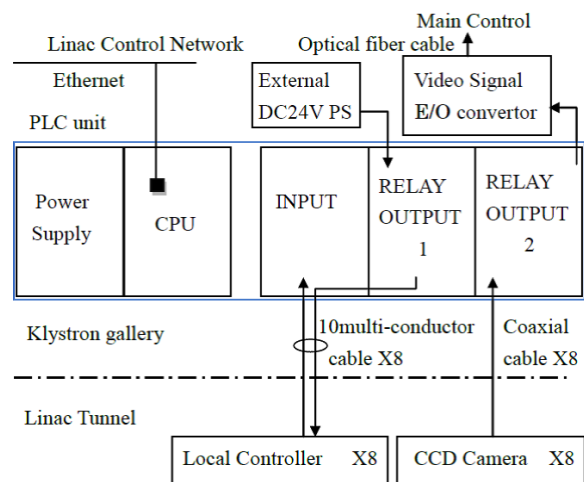 Main Control
Linac Control Network
Optical fiber cable
Ethernet
External
DC24V PS
Video Signal
E/O convertor
PLC unit
Power
Supply
CPU
INPUT
RELAY
OUTPUT
1
RELAY
OUTPUT
2
Klystron gallery
10multi-conductor
cable X8
Coaxial
cable X8
Linac Tunnel
Local Controller X8
CCD Camera X8